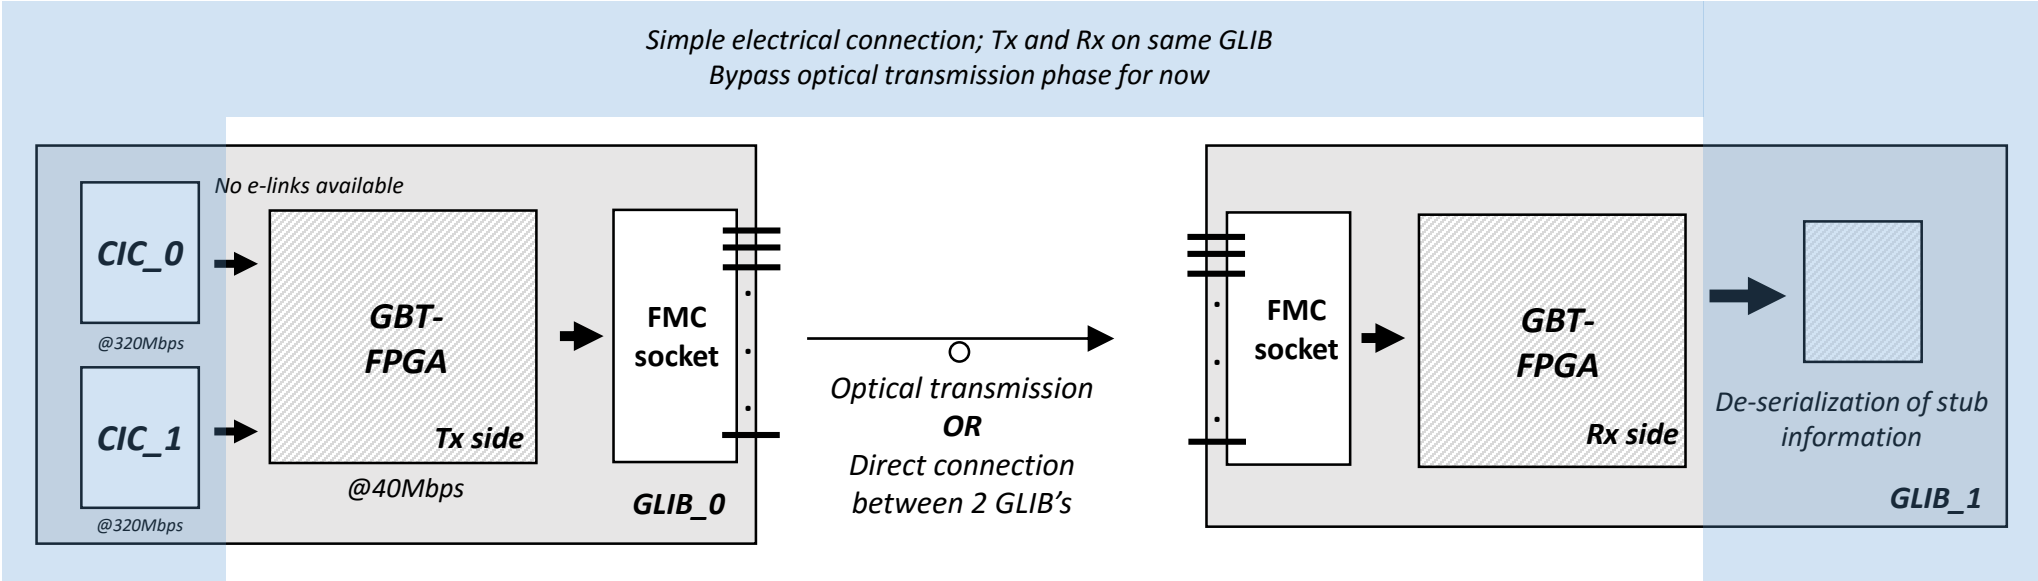 Simple electrical connection; Tx and Rx on same GLIB
Bypass optical transmission phase for now
No e-links available
CIC_0
@320Mbps
CIC_1
@320Mbps
GBT-
FPGA
Tx side
@40Mbps
FMC
socket
GLIB_0
Optical transmission
OR
Direct connection
between 2 GLIB’s
FMC
socket
GBT-
FPGA
Rx side
De-serialization of stub
information
GLIB_1